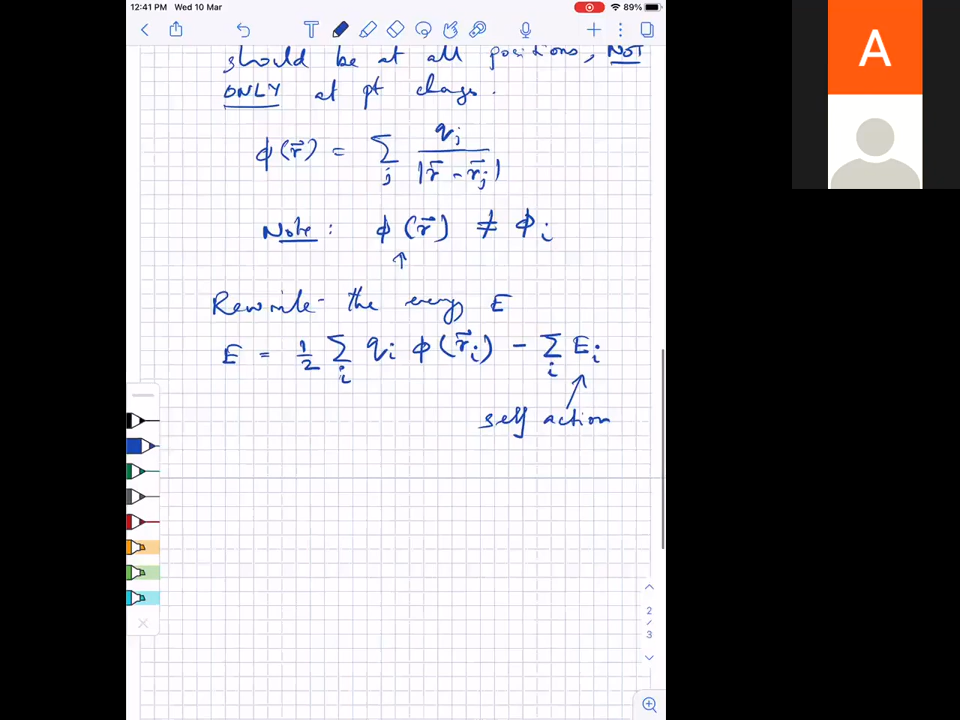 12:41 PM Wed 10 Mar
89%
should be at all positions, NOT
ONLY at pt charge.
ϕ(r⃗) = Σ_j q_j / |r⃗ - r⃗_j|
Note : ϕ(r⃗) ≠ ϕ_i
↑
Rewrite the energy E
E = 1/2 Σ_i q_i ϕ(r⃗_i) - Σ_i E_i
self action
2
/
3
A